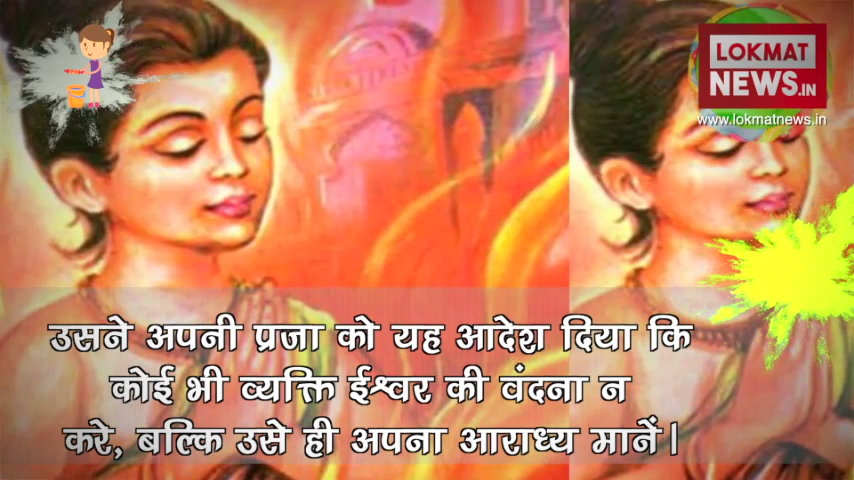 LOKMAT
NEWS.IN
www.lokmatnews.in
उसने अपनी प्रजा को यह आदेश दिया कि
कोई भी व्यक्ति ईश्वर की वंदना न
करे, बल्कि उसे ही अपना आराध्य मानें।